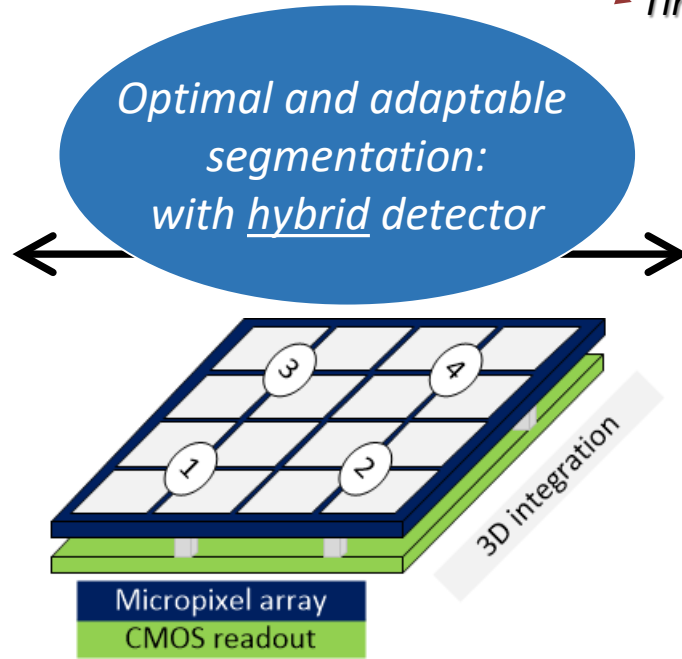 Optimal and adaptable
segmentation:
with hybrid detector
3
4
1
2
3D integration
Micropixel array
CMOS readout